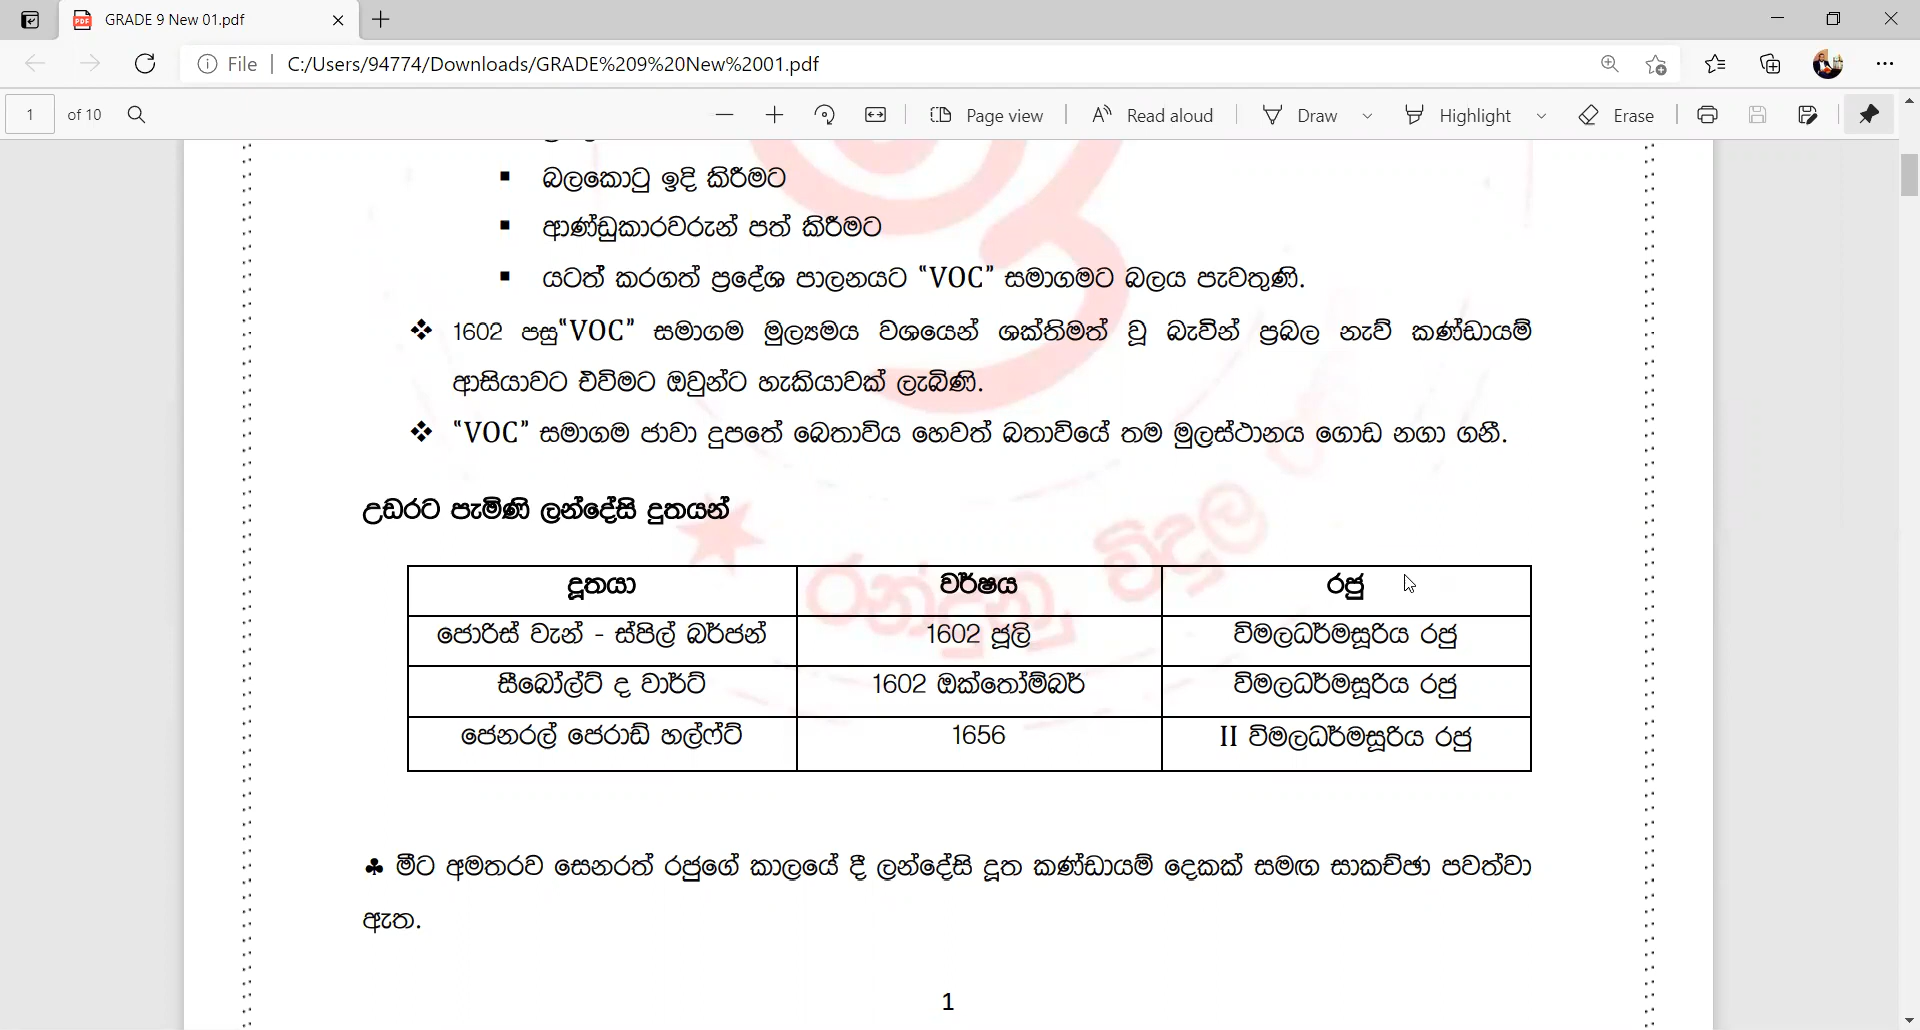 GRADE 9 New 01.pdf
File C:/Users/94774/Downloads/GRADE%209%20New%2001.pdf
1 of 10 Page view Read aloud Draw Highlight Erase
▪ බලකොටු ඉදි කිරීමට
▪ ආණ්ඩුකාරවරුන් පත් කිරීමට
▪ යටත් කරගත් ප්‍රදේශ පාලනයට "VOC" සමාගමට බලය පැවතුණි.
❖ 1602 පසු"VOC" සමාගම මුල්‍යමය වශයෙන් ශක්තිමත් වූ බැවින් ප්‍රබල නැව් කණ්ඩායම්
ආසියාවට එවීමට ඔවුන්ට හැකියාවක් ලැබිණි.
❖ "VOC" සමාගම ජාවා දුපතේ බෙතාවිය හෙවත් බතාවියේ තම මුලස්ථානය ගොඩ නගා ගනී.
උඩරට පැමිණි ලන්දේසි දුතයන්
දූතයා වර්ෂය රජු
ජොරිස් වැන් - ස්පිල් බර්ජන් 1602 ජූලි විමලධර්මසූරිය රජු
සීබෝල්ට් ද වාර්ට් 1602 ඔක්තෝම්බර් විමලධර්මසූරිය රජු
ජෙනරල් ජෙරාඩ් හල්ෆ්ට් 1656 II විමලධර්මසූරිය රජු
♣ මීට අමතරව සෙනරත් රජුගේ කාලයේ දී ලන්දේසි දූත කණ්ඩායම් දෙකක් සමඟ සාකච්ඡා පවත්වා
ඇත.
1
රන්දුනු විදුල